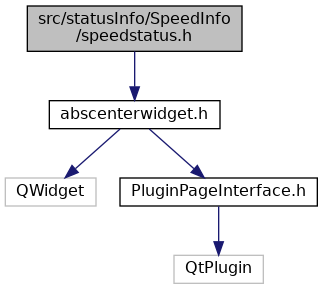 src/statusInfo/SpeedInfo
/speedstatus.h
abscenterwidget.h
QWidget
PluginPageInterface.h
QtPlugin